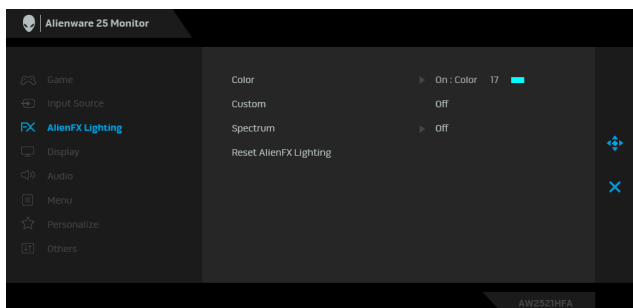 Alienware 25 Monitor
Game
Input Source
AlienFX Lighting
Display
Audio
Menu
Personalize
Others
Color On : Color 17
Custom Off
Spectrum Off
Reset AlienFX Lighting
AW2521HFA